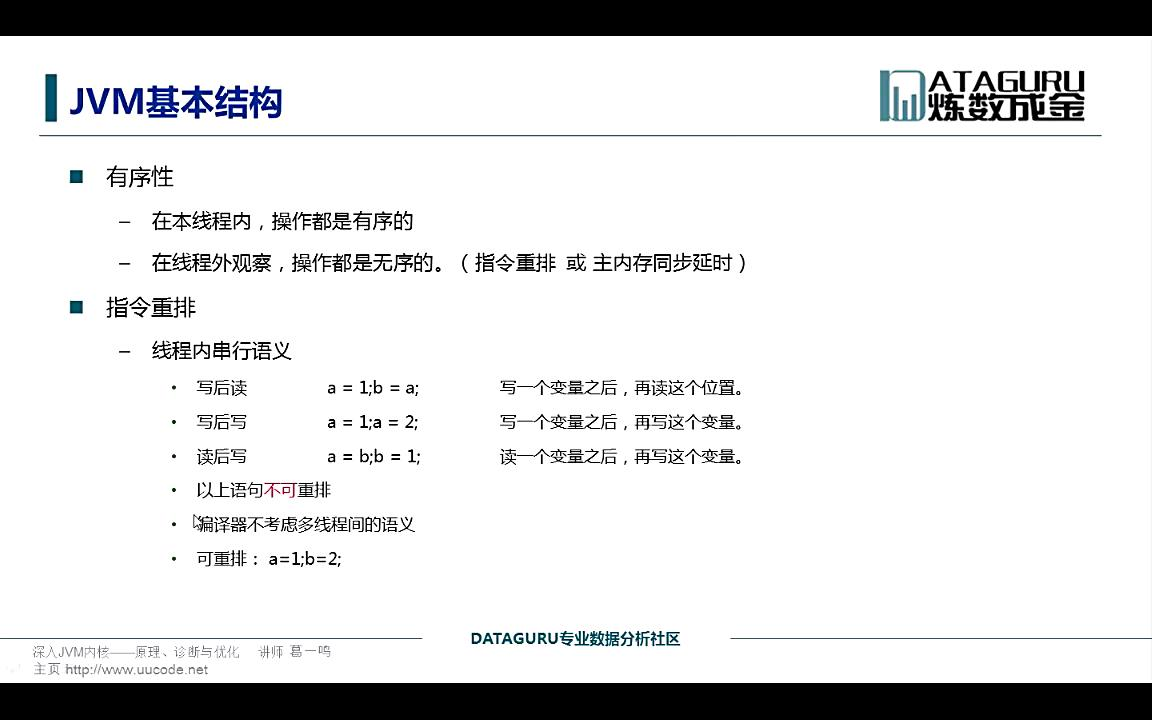 JVM基本结构
DATAGURU
炼数成金
有序性
– 在本线程内，操作都是有序的
– 在线程外观察，操作都是无序的。（指令重排 或 主内存同步延时）
指令重排
– 线程内串行语义
• 写后读 a = 1;b = a; 写一个变量之后，再读这个位置。
• 写后写 a = 1;a = 2; 写一个变量之后，再写这个变量。
• 读后写 a = b;b = 1; 读一个变量之后，再写这个变量。
• 以上语句不可重排
• 编译器不考虑多线程间的语义
• 可重排： a=1;b=2;
DATAGURU专业数据分析社区
深入JVM内核——原理、诊断与优化 讲师 葛一鸣
主页 http://www.uucode.net